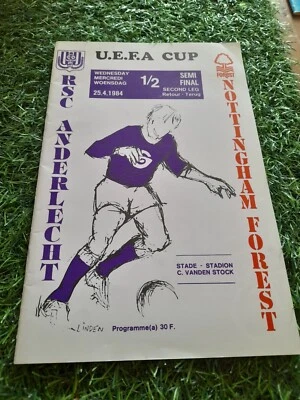 U.E.F.A CUP
WEDNESDAY
MERCREDI
WOENSDAG
25.4.1984
1/2
SEMI
FINAL
SECOND LEG
Retour - Terug
RSC ANDERLECHT
NOTTINGHAM FOREST
STADE - STADION
C. VANDEN STOCK
LINDEN
Programme(a) 30 F.